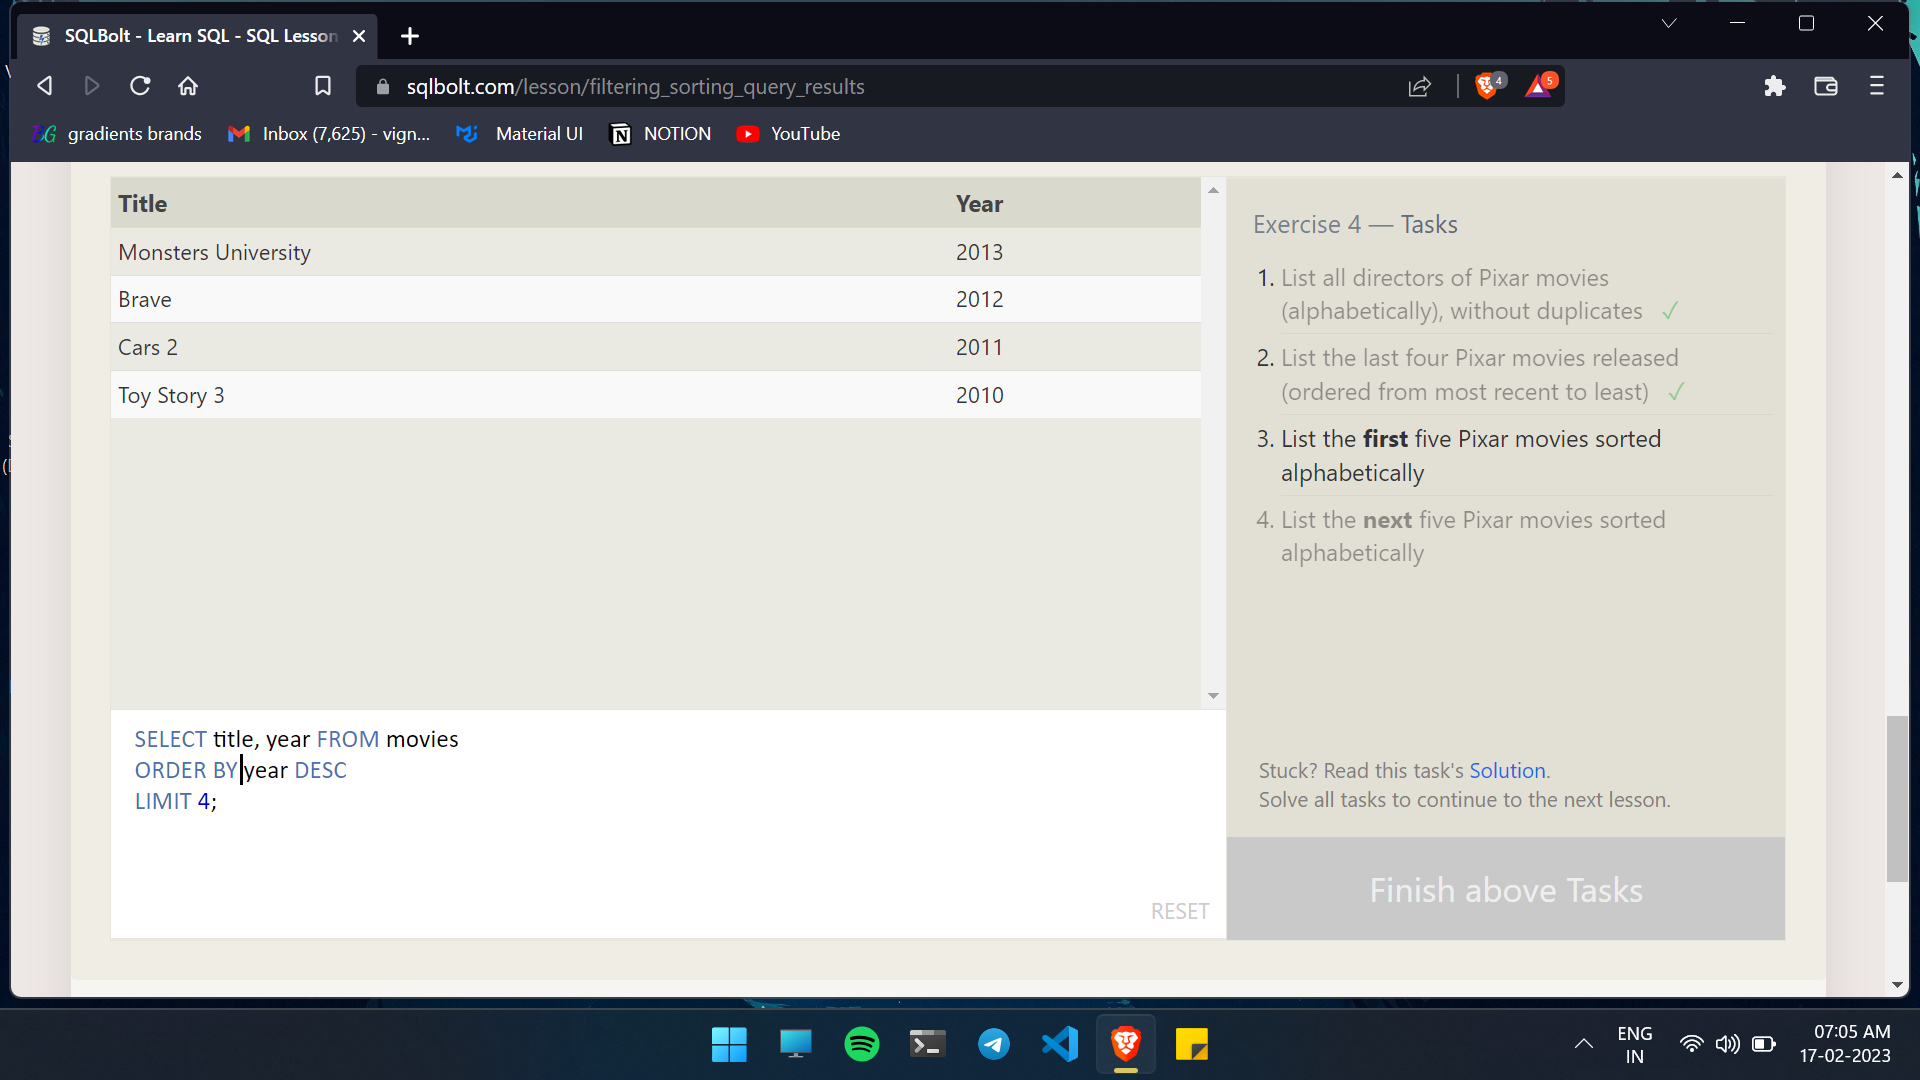 SQLBolt - Learn SQL - SQL Lesson
sqlbolt.com/lesson/filtering_sorting_query_results
4
5
BG gradients brands
Inbox (7,625) - vign...
Material UI
NOTION
YouTube
Title Year
Monsters University 2013
Brave 2012
Cars 2 2011
Toy Story 3 2010
SELECT title, year FROM movies
ORDER BY year DESC
LIMIT 4;
RESET
Exercise 4 — Tasks
1. List all directors of Pixar movies
(alphabetically), without duplicates ✓
2. List the last four Pixar movies released
(ordered from most recent to least) ✓
3. List the first five Pixar movies sorted
alphabetically
4. List the next five Pixar movies sorted
alphabetically
Stuck? Read this task's Solution.
Solve all tasks to continue to the next lesson.
Finish above Tasks
ENG
IN
07:05 AM
17-02-2023